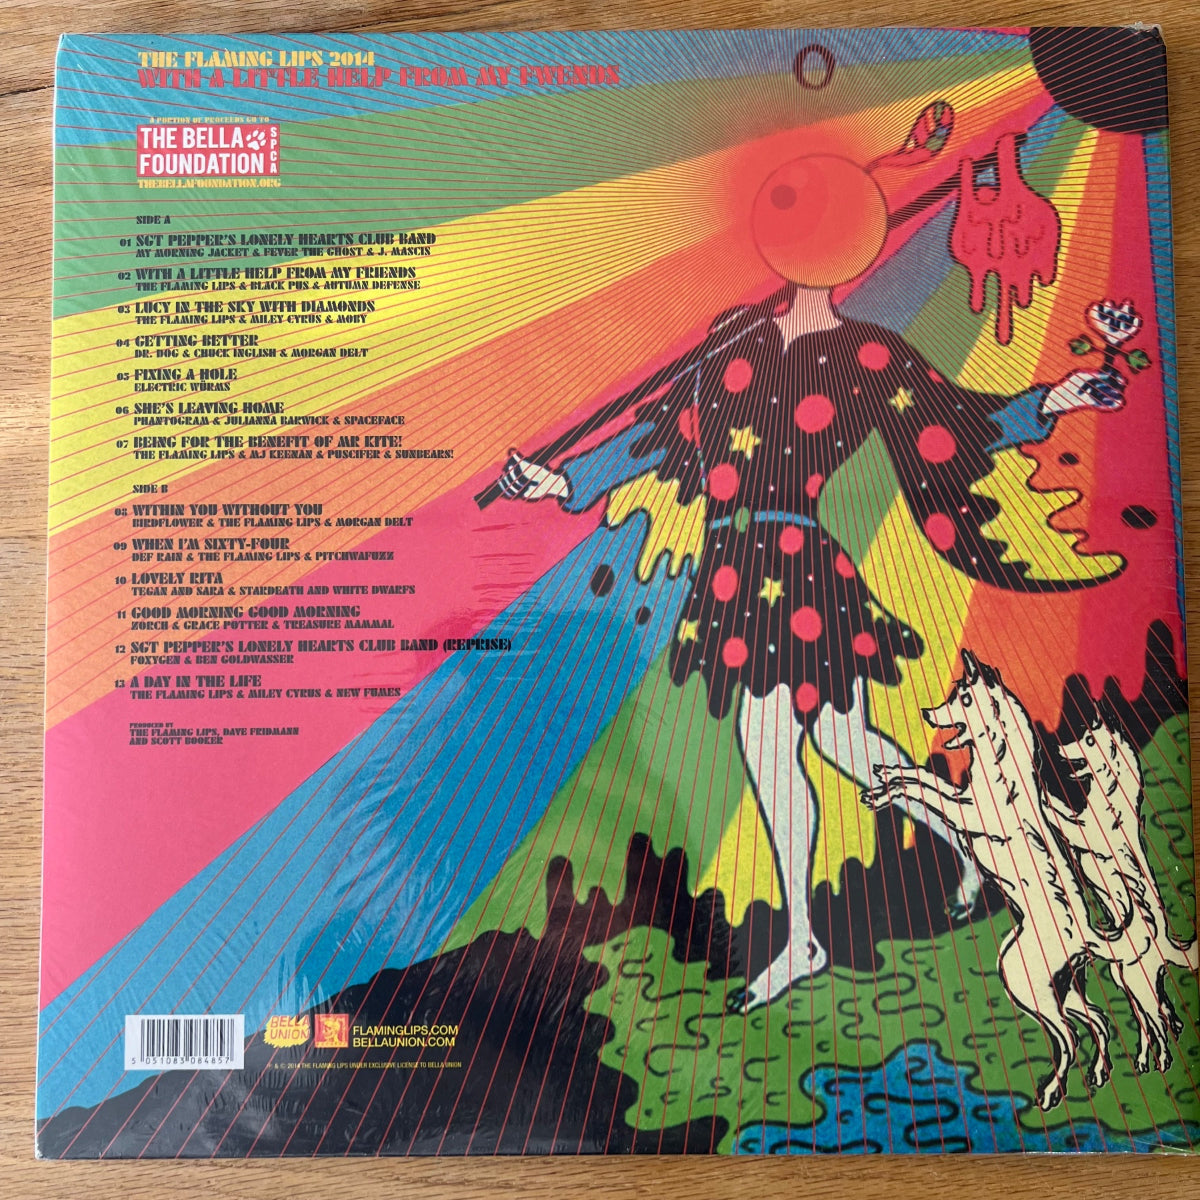 THE FLAMING LIPS 2014
WITH A LITTLE HELP FROM MY FWENDS
A PORTION OF PROCEEDS GO TO
THE BELLA
FOUNDATION
SPCA
THEBELLAFOUNDATION.ORG
SIDE A
01 SGT PEPPER'S LONELY HEARTS CLUB BAND
MY MORNING JACKET & FEVER THE GHOST & J. MASCIS
02 WITH A LITTLE HELP FROM MY FRIENDS
THE FLAMING LIPS & BLACK PUS & AUTUMN DEFENSE
03 LUCY IN THE SKY WITH DIAMONDS
THE FLAMING LIPS & MILEY CYRUS & MOBY
04 GETTING BETTER
DR. DOG & CHUCK INGLISH & MORGAN DELT
05 FIXING A HOLE
ELECTRIC WÜRMS
06 SHE'S LEAVING HOME
PHANTOGRAM & JULIANNA BARWICK & SPACEFACE
07 BEING FOR THE BENEFIT OF MR KITE!
THE FLAMING LIPS & MJ KEENAN & PUSCIFER & SUNBEARS!
SIDE B
08 WITHIN YOU WITHOUT YOU
BIRDFLOWER & THE FLAMING LIPS & MORGAN DELT
09 WHEN I'M SIXTY-FOUR
DEF RAIN & THE FLAMING LIPS & PITCHWAFUZZ
10 LOVELY RITA
TEGAN AND SARA & STARDEATH AND WHITE DWARFS
11 GOOD MORNING GOOD MORNING
ZORCH & GRACE POTTER & TREASURE MAMMAL
12 SGT PEPPER'S LONELY HEARTS CLUB BAND (REPRISE)
FOXYGEN & BEN GOLDWASSER
13 A DAY IN THE LIFE
THE FLAMING LIPS & MILEY CYRUS & NEW FUMES
PRODUCED BY
THE FLAMING LIPS, DAVE FRIDMANN
AND SCOTT BOOKER
5 051083 084857
BELLA
UNION
FLAMINGLIPS.COM
BELLAUNION.COM
& © 2014 THE FLAMING LIPS UNDER EXCLUSIVE LICENSE TO BELLA UNION